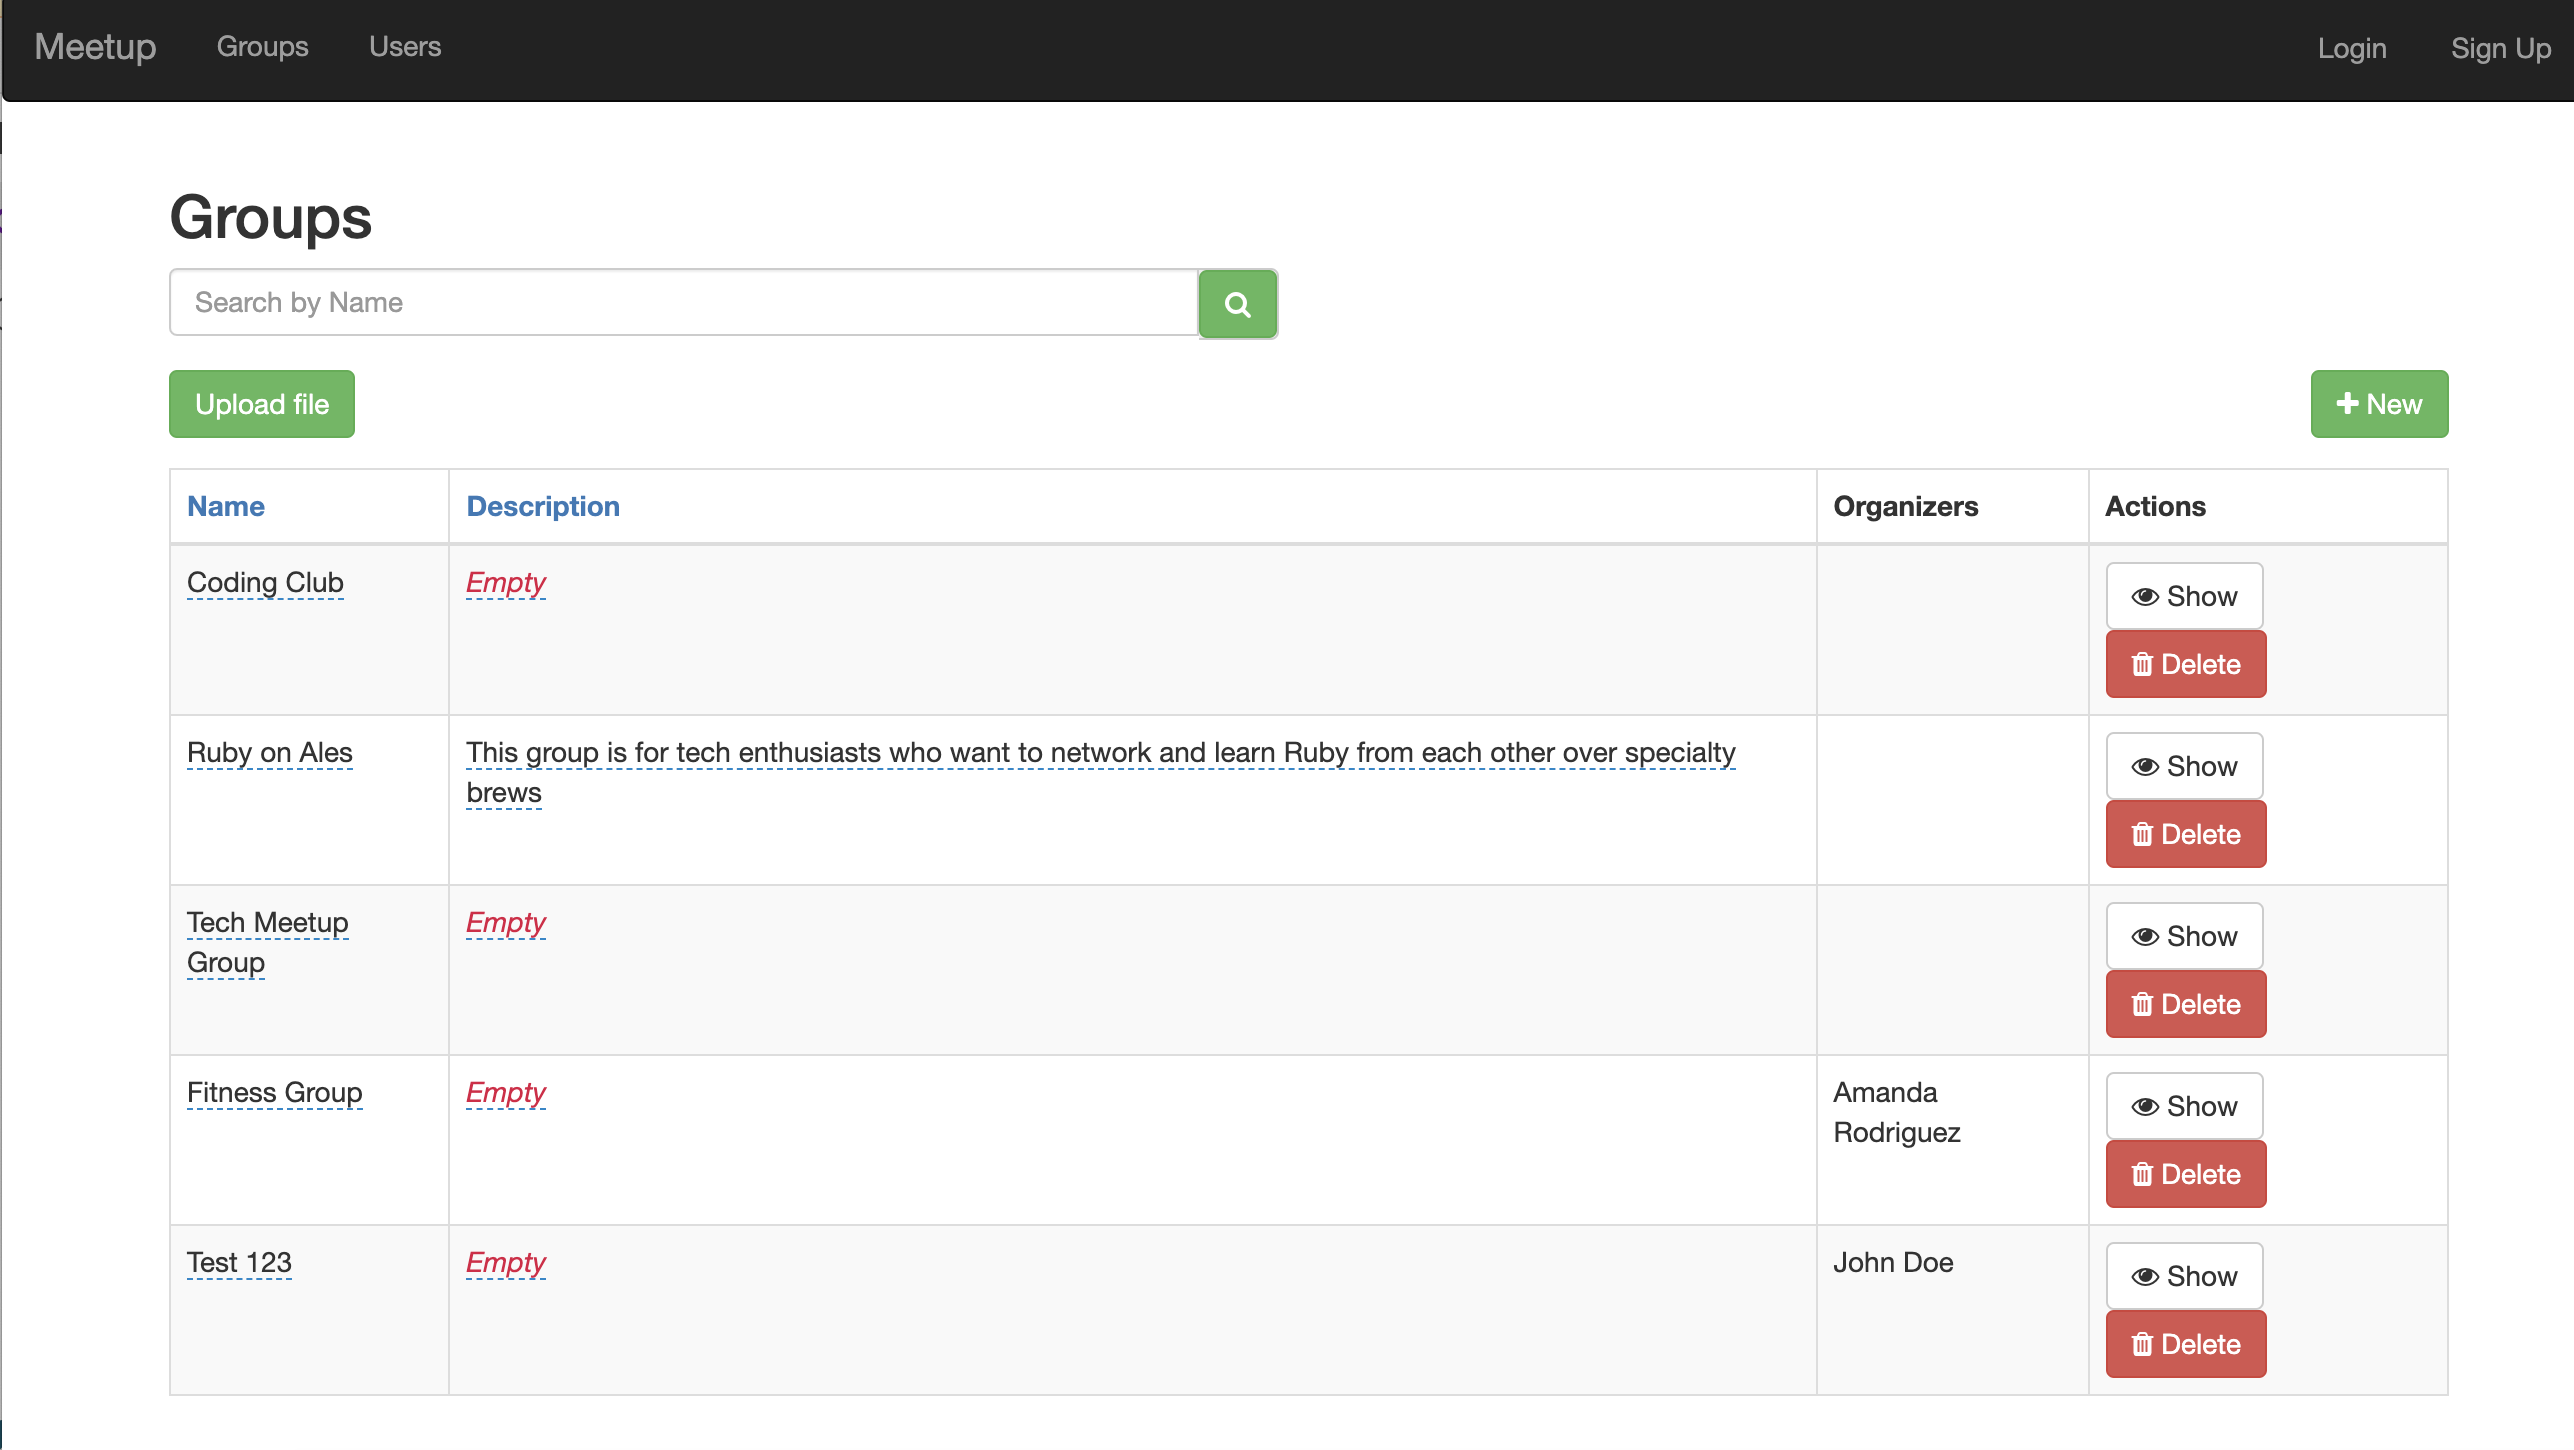 Meetup Groups Users Login Sign Up
Groups
Search by Name
Upload file New
Name Description Organizers Actions
Coding Club Empty Show
Delete
Ruby on Ales This group is for tech enthusiasts who want to network and learn Ruby from each other over specialty Show
brews
Delete
Tech Meetup Empty Show
Group
Delete
Fitness Group Empty Amanda Show
Rodriguez
Delete
Test 123 Empty John Doe Show
Delete